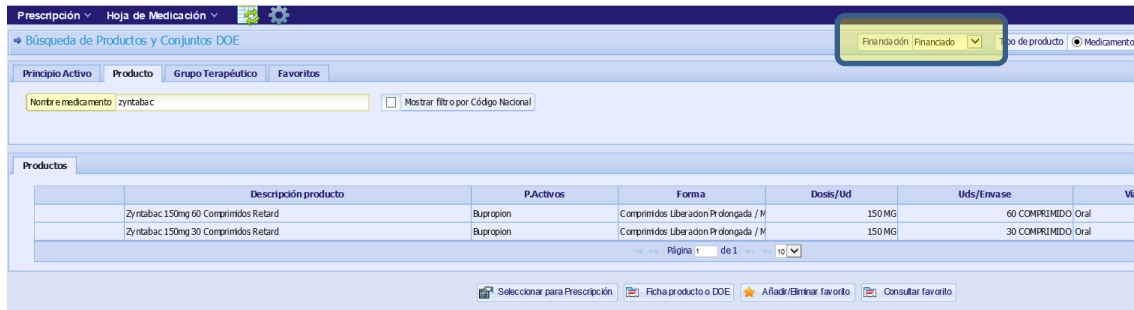 Prescripción Hoja de Medicación
Búsqueda de Productos y Conjuntos DOE Financiación Financiado Tipo de producto Medicamento
Principio Activo Producto Grupo Terapéutico Favoritos
Nombre medicamento zyntabac Mostrar filtro por Código Nacional
Productos
Descripción producto P.Activos Forma Dosis/Ud Uds/Envase
Zyntabac 150mg 60 Comprimidos Retard Bupropion Comprimidos Liberacion Prolongada / M 150 MG 60 COMPRIMIDO Oral
Zyntabac 150mg 30 Comprimidos Retard Bupropion Comprimidos Liberacion Prolongada / M 150 MG 30 COMPRIMIDO Oral
Página 1 de 1 10
Seleccionar para Prescripción Ficha producto o DOE Añadir/Eliminar favorito Consultar favorito